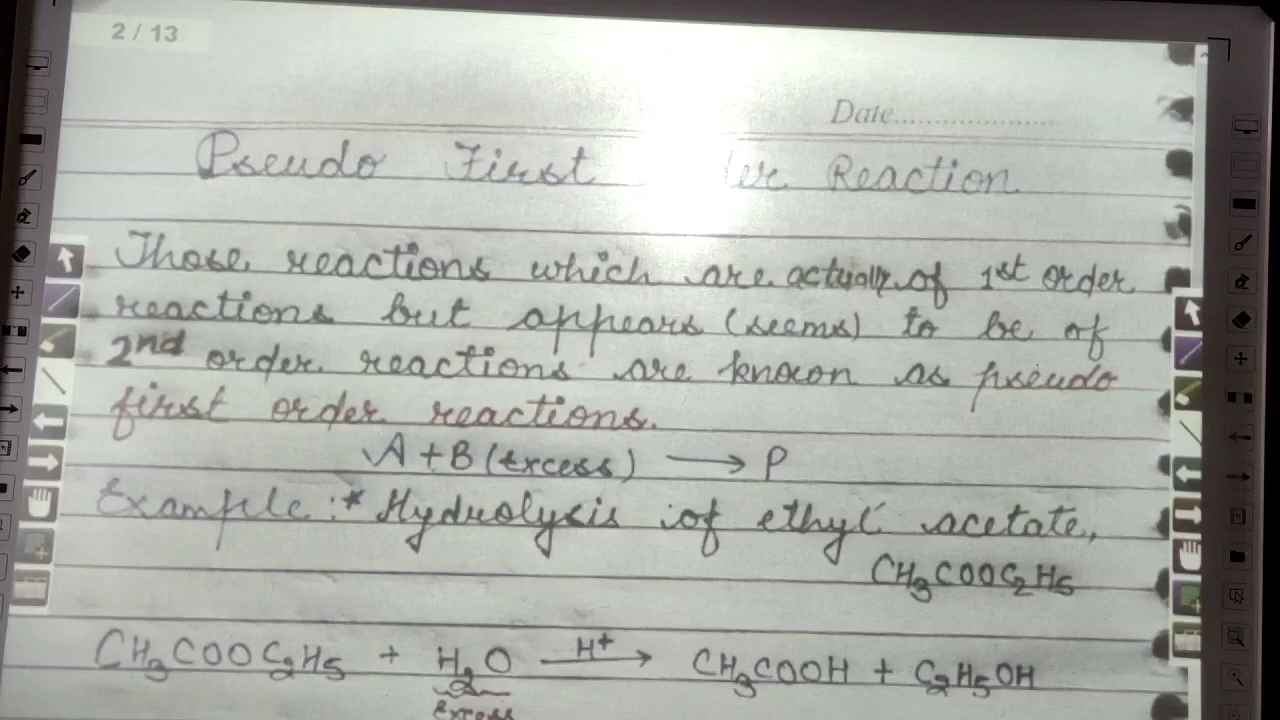 2 / 13
Date....................
Pseudo First Reaction
Those reactions which are actually of 1st order
reactions but appears (seems) to be of
2nd order reactions are known as pseudo
first order reactions.
A + B (excess) ⟶ P
Example :* Hydrolysis of ethyl acetate,
CH₃COOC₂H₅
CH₃COOC₂H₅ + H₂O —H⁺→ CH₃COOH + C₂H₅OH
Excess